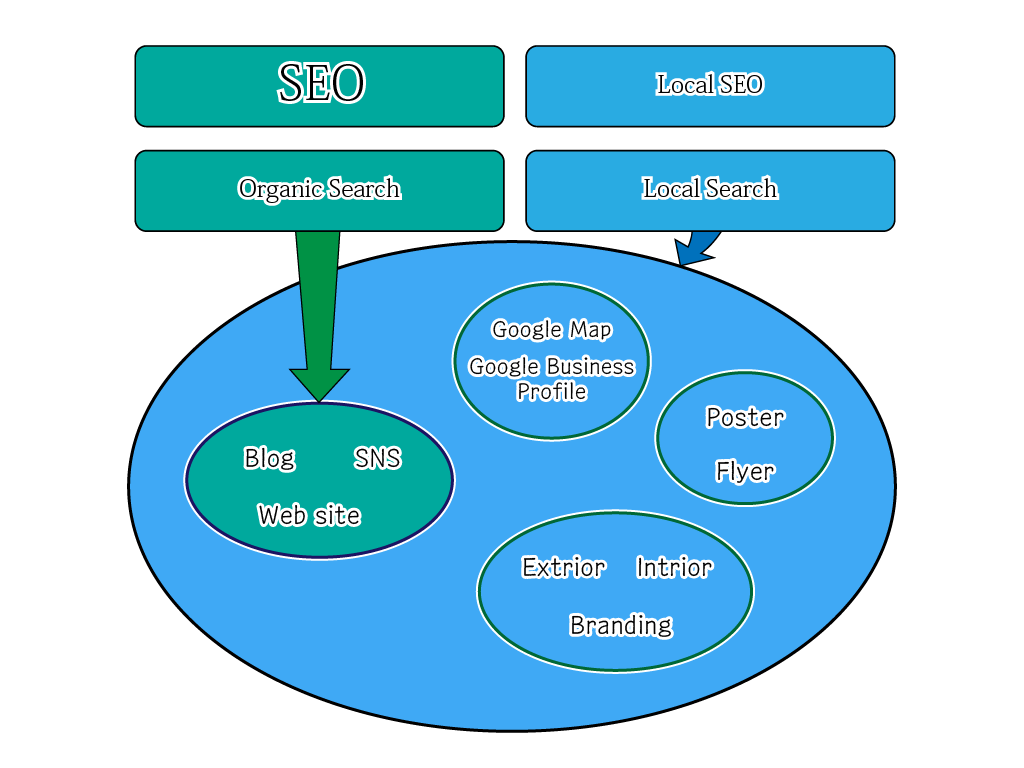 SEO
Local SEO
Organic Search
Local Search
Google Map
Google Business
Profile
Poster
Flyer
Blog SNS
Web site
Extrior Intrior
Branding